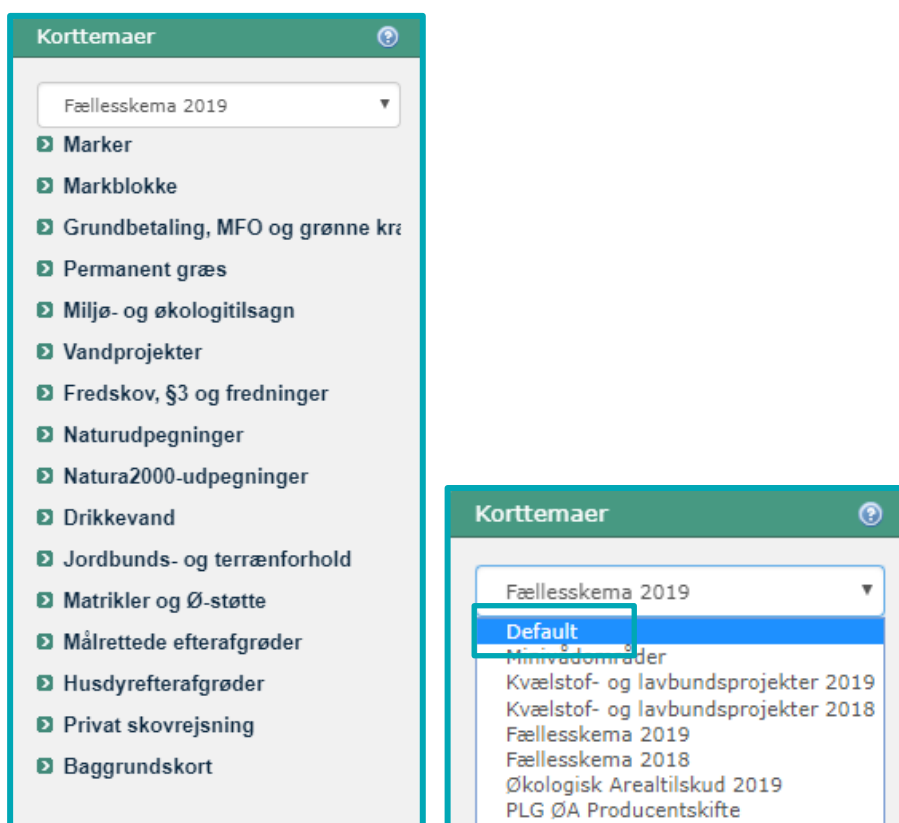 Korttemaer
Fællesskema 2019
Marker
Markblokke
Grundbetaling, MFO og grønne kra
Permanent græs
Miljø- og økologitilsagn
Vandprojekter
Fredskov, §3 og fredninger
Naturudpegninger
Natura2000-udpegninger
Drikkevand
Jordbunds- og terrænforhold
Matrikler og Ø-støtte
Målrettede efterafgrøder
Husdyrefterafgrøder
Privat skovrejsning
Baggrundskort
Korttemaer
Fællesskema 2019
Default
Minivådområder
Kvælstof- og lavbundsprojekter 2019
Kvælstof- og lavbundsprojekter 2018
Fællesskema 2019
Fællesskema 2018
Økologisk Arealtilskud 2019
PLG ØA Producentskifte